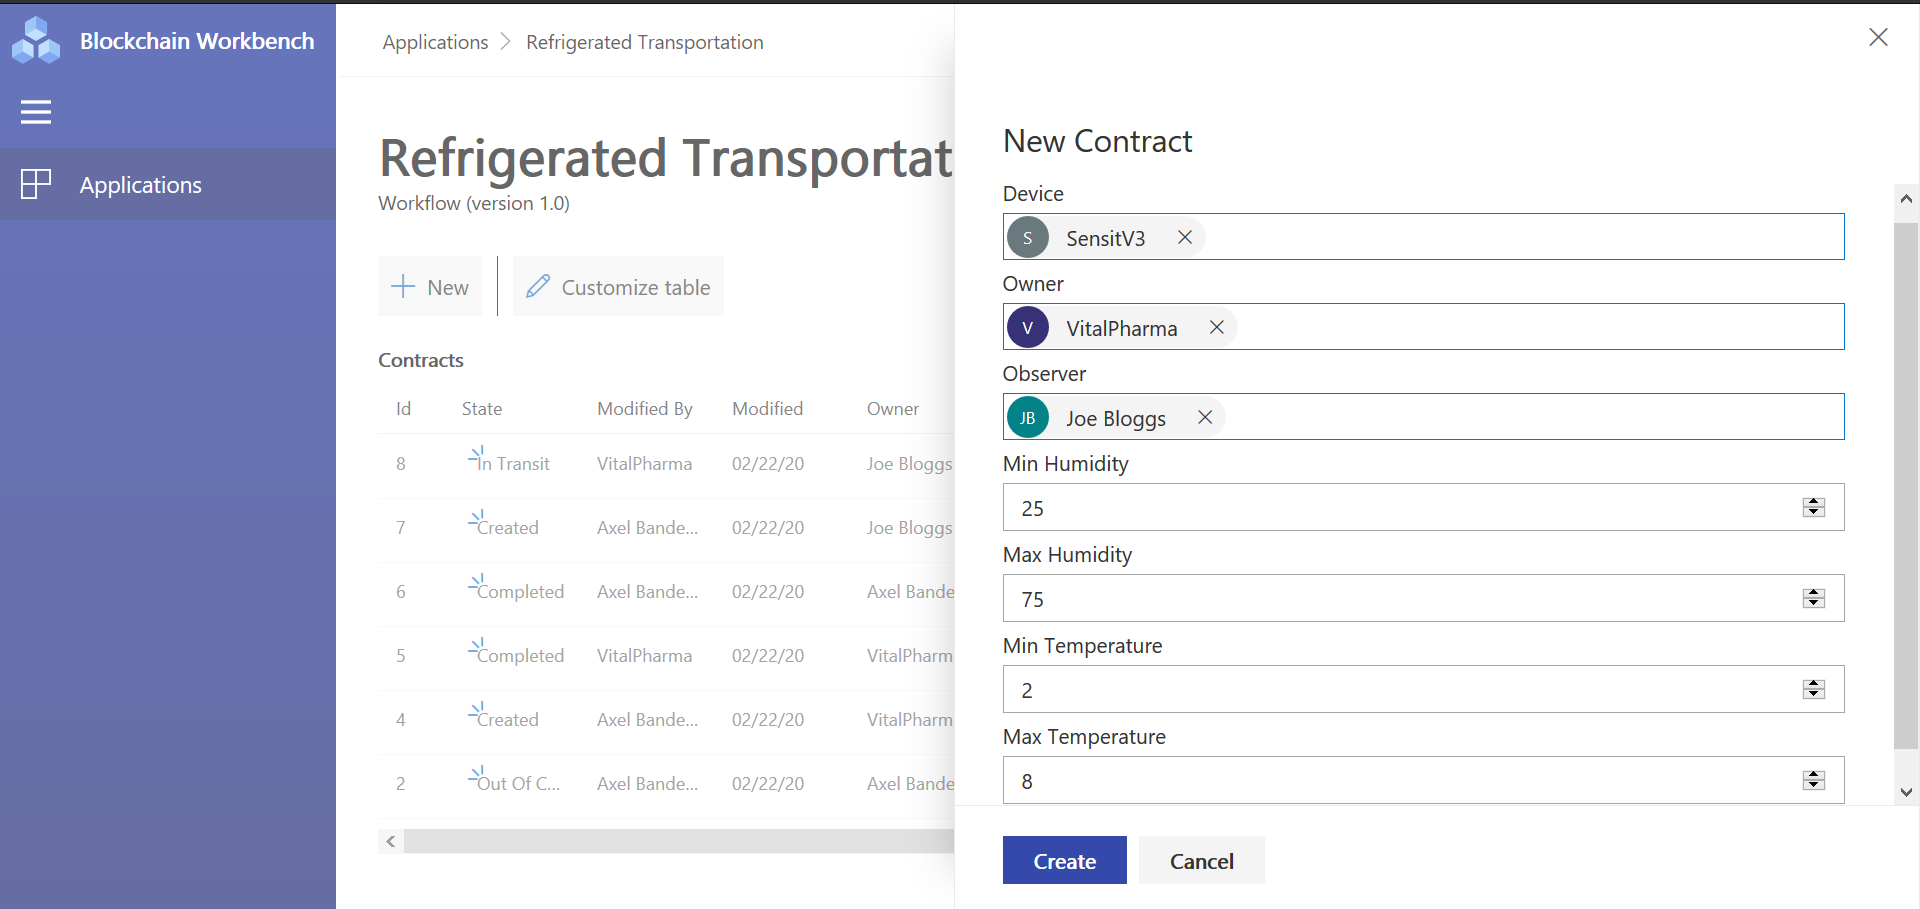 Blockchain Workbench
Applications
Applications > Refrigerated Transportation
Refrigerated Transportat
Workflow (version 1.0)
New
Customize table
Contracts
Id State Modified By Modified Owner
8 In Transit VitalPharma 02/22/20 Joe Bloggs
7 Created Axel Bande... 02/22/20 Joe Bloggs
6 Completed Axel Bande... 02/22/20 Axel Bande
5 Completed VitalPharma 02/22/20 VitalPharm
4 Created Axel Bande... 02/22/20 VitalPharm
2 Out Of C... Axel Bande... 02/22/20 Axel Bande
New Contract
Device
S SensitV3
Owner
V VitalPharma
Observer
JB Joe Bloggs
Min Humidity
25
Max Humidity
75
Min Temperature
2
Max Temperature
8
Create Cancel